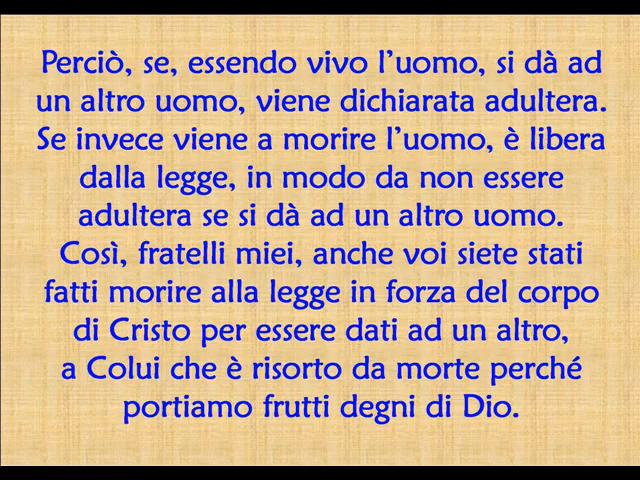 Perciò, se, essendo vivo l'uomo, si dà ad
un altro uomo, viene dichiarata adultera.
Se invece viene a morire l'uomo, è libera
dalla legge, in modo da non essere
adultera se si dà ad un altro uomo.
Così, fratelli miei, anche voi siete stati
fatti morire alla legge in forza del corpo
di Cristo per essere dati ad un altro,
a Colui che è risorto da morte perché
portiamo frutti degni di Dio.